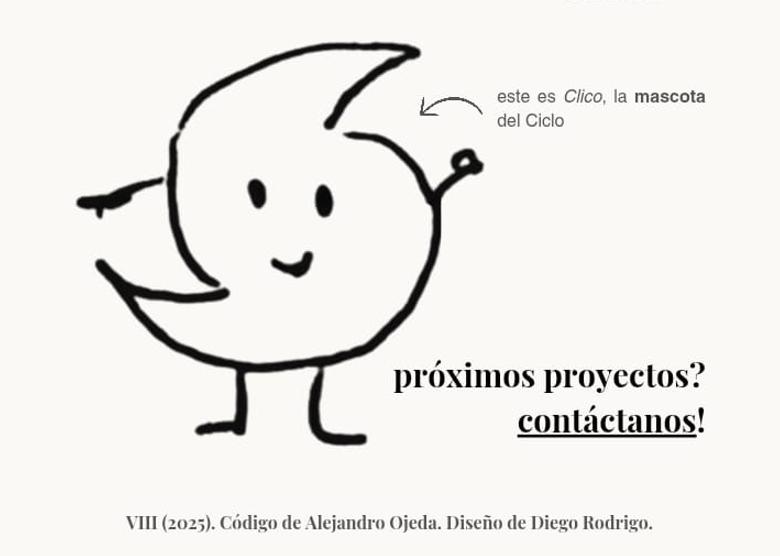 este es Clico, la mascota
del Ciclo
próximos proyectos?
contáctanos!
VIII (2025). Código de Alejandro Ojeda. Diseño de Diego Rodrigo.